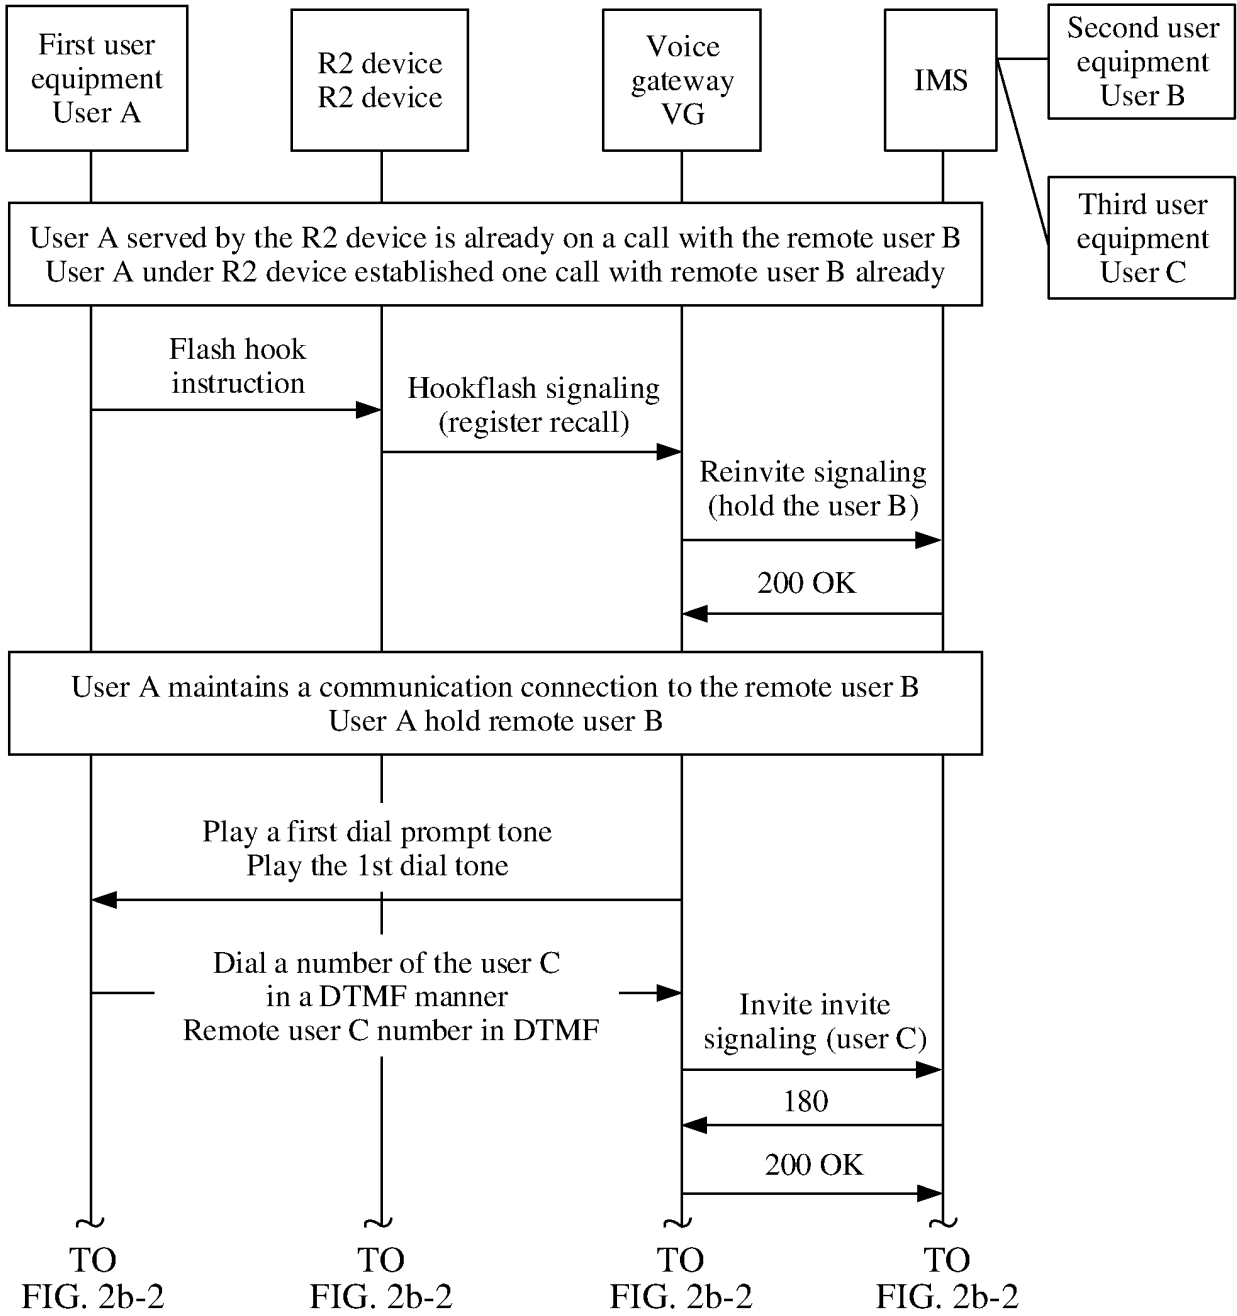 First user
equipment
User A
R2 device
R2 device
Voice
gateway
VG
IMS
Second user
equipment
User B
Third user
equipment
User C
User A served by the R2 device is already on a call with the remote user B
User A under R2 device established one call with remote user B already
Flash hook
instruction
Hookflash signaling
(register recall)
Reinvite signaling
(hold the user B)
200 OK
User A maintains a communication connection to the remote user B
User A hold remote user B
Play a first dial prompt tone
Play the 1st dial tone
Dial a number of the user C
in a DTMF manner
Remote user C number in DTMF
Invite invite
signaling (user C)
180
200 OK
TO
FIG. 2b-2
TO
FIG. 2b-2
TO
FIG. 2b-2
TO
FIG. 2b-2